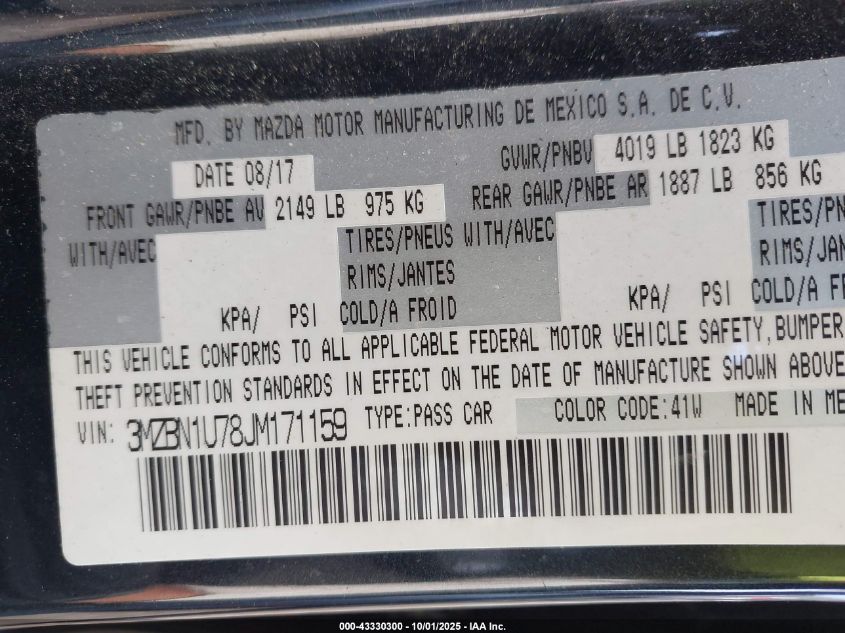 MFD. BY MAZDA MOTOR MANUFACTURING DE MEXICO S.A. DE C.V.
DATE 08/17 GVWR/PNBV 4019 LB 1823 KG
FRONT GAWR/PNBE AV 2149 LB 975 KG REAR GAWR/PNBE AR 1887 LB 856 KG
WITH/AVEC TIRES/PNEUS WITH/AVEC TIRES/PN
RIMS/JANTES RIMS/JANTE
KPA/ PSI COLD/A FROID KPA/ PSI COLD/A F
THIS VEHICLE CONFORMS TO ALL APPLICABLE FEDERAL MOTOR VEHICLE SAFETY, BUMPER
THEFT PREVENTION STANDARDS IN EFFECT ON THE DATE OF MANUFACTURE SHOWN ABOVE
VIN: 3MZBN1U78JM171159 TYPE:PASS CAR COLOR CODE:41W MADE IN ME
000-43330300 - 10/01/2025 - IAA Inc.